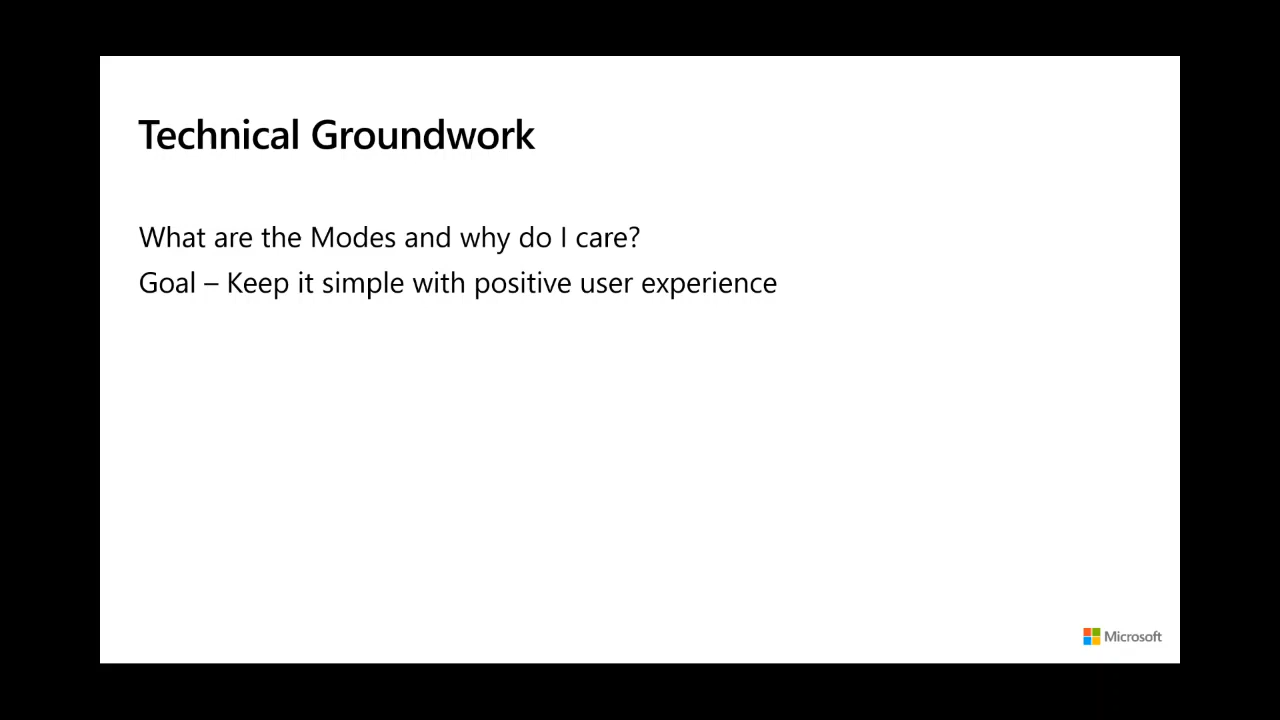 Technical Groundwork
What are the Modes and why do I care?
Goal – Keep it simple with positive user experience
Microsoft